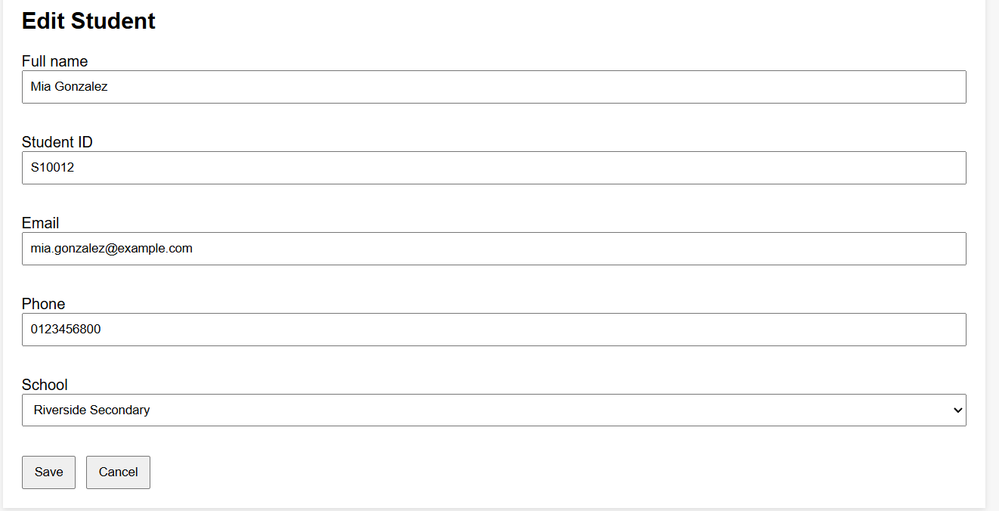 Edit Student
Full name
Mia Gonzalez
Student ID
S10012
Email
mia.gonzalez@example.com
Phone
0123456800
School
Riverside Secondary
Save Cancel